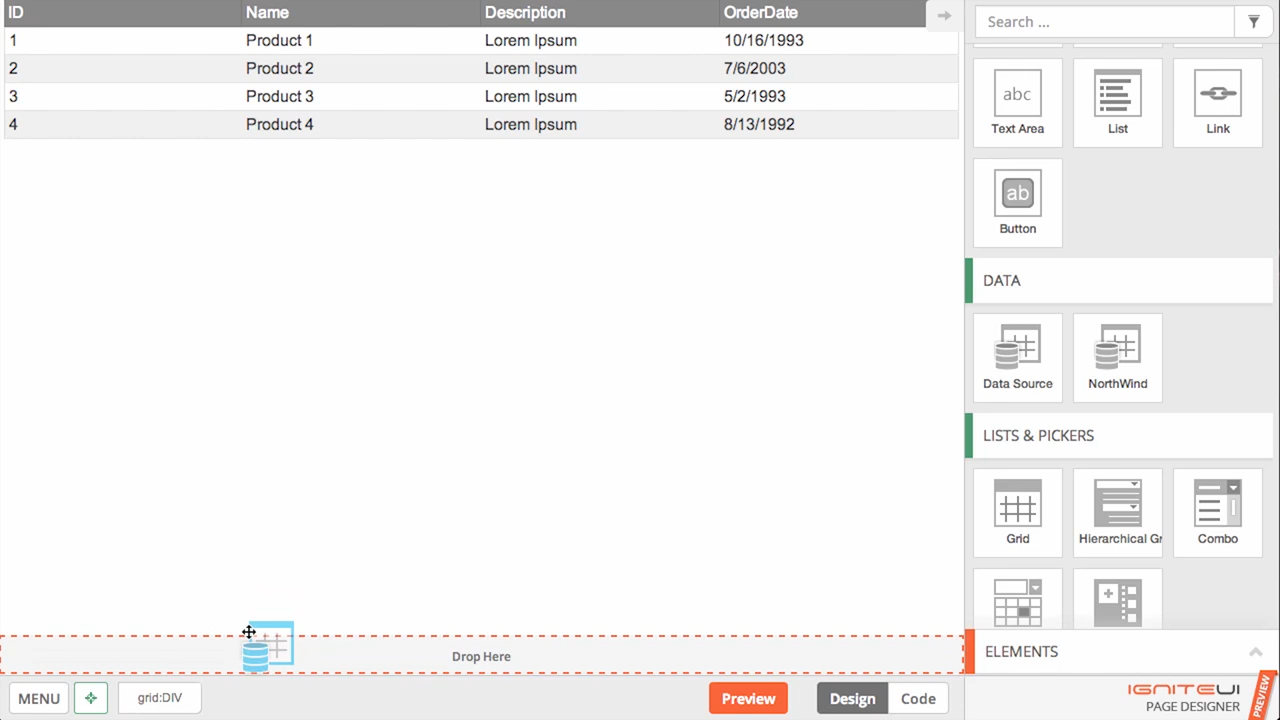 ID Name Description OrderDate
1 Product 1 Lorem Ipsum 10/16/1993
2 Product 2 Lorem Ipsum 7/6/2003
3 Product 3 Lorem Ipsum 5/2/1993
4 Product 4 Lorem Ipsum 8/13/1992
Drop Here
MENU grid:DIV Preview Design Code
Search ...
abc
Text Area List Link
ab
Button
DATA
Data Source NorthWind
LISTS & PICKERS
Grid Hierarchical Gr Combo
ELEMENTS
IGNITEUI
PAGE DESIGNER
PREVIEW